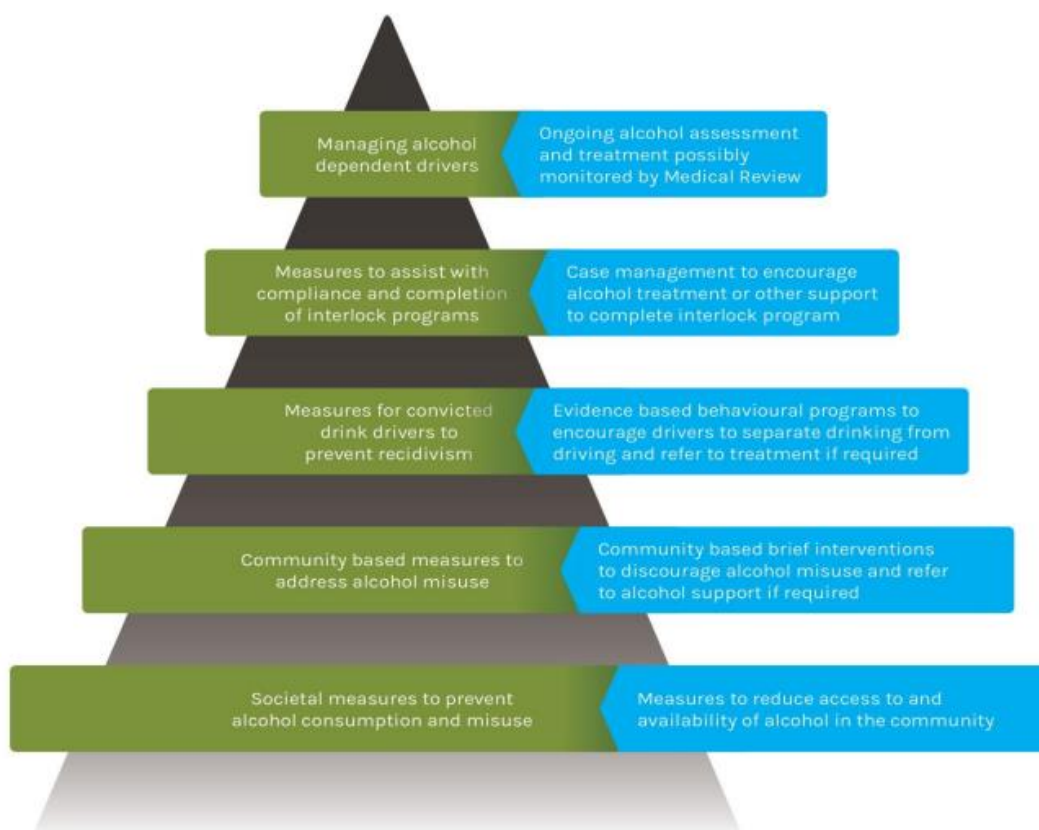 Managing alcohol
dependent drivers
Ongoing alcohol assessment
and treatment possibly
monitored by Medical Review
Measures to assist with
compliance and completion
of interlock programs
Case management to encourage
alcohol treatment or other support
to complete interlock program
Measures for convicted
drink drivers to
prevent recidivism
Evidence based behavioural programs to
encourage drivers to separate drinking from
driving and refer to treatment if required
Community based measures to
address alcohol misuse
Community based brief interventions
to discourage alcohol misuse and refer
to alcohol support if required
Societal measures to prevent
alcohol consumption and misuse
Measures to reduce access to and
availability of alcohol in the community